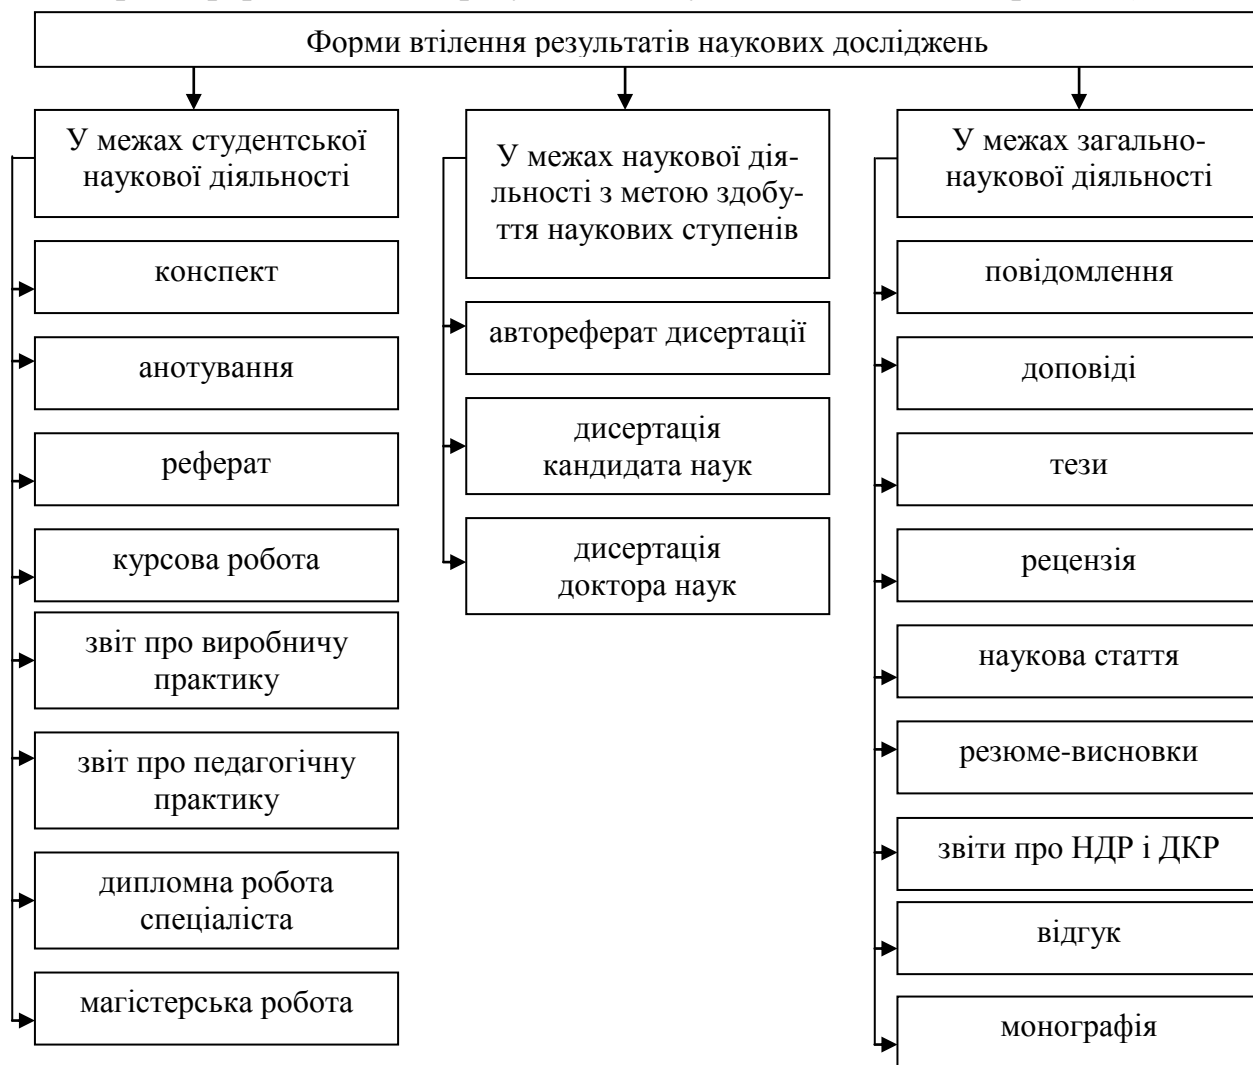 Форми втілення результатів наукових досліджень
У межах студентської
наукової діяльності
конспект
анотування
реферат
курсова робота
звіт про виробничу
практику
звіт про педагогічну
практику
дипломна робота
спеціаліста
магістерська робота
У межах наукової дія-
льності з метою здобу-
ття наукових ступенів
автореферат дисертації
дисертація
кандидата наук
дисертація
доктора наук
У межах загально-
наукової діяльності
повідомлення
доповіді
тези
рецензія
наукова стаття
резюме-висновки
звіти про НДР і ДКР
відгук
монографія